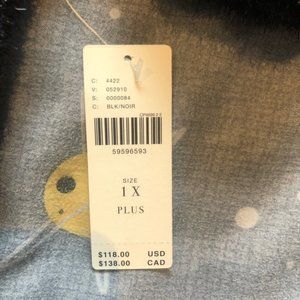 C: 4422
V: 052910
S: 0000084
C: BLK/NOIR
59596593
SIZE
1X
PLUS
$118.00 USD
$138.00 CAD